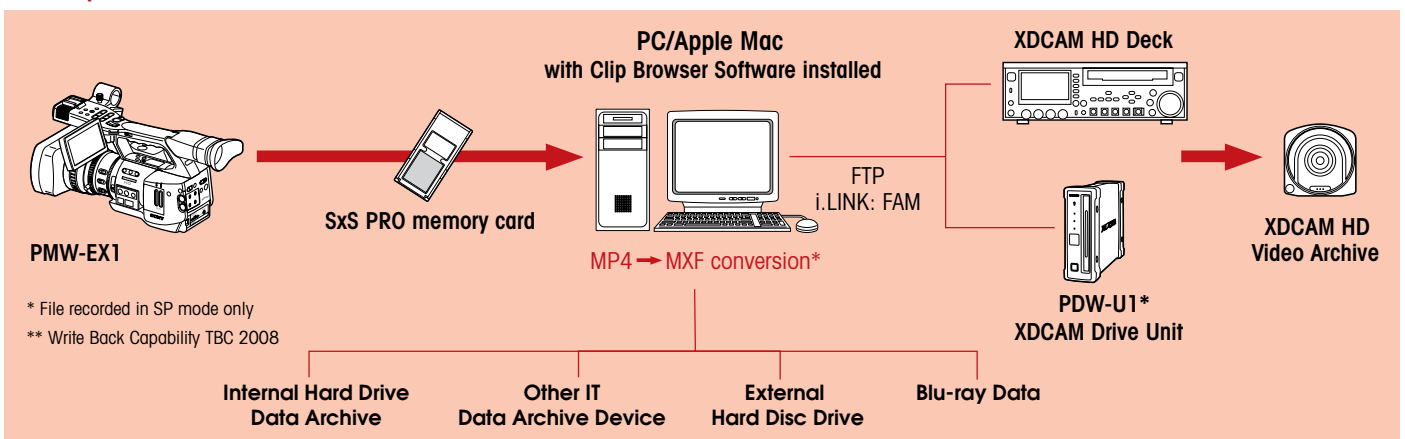 PC/Apple Mac
with Clip Browser Software installed
XDCAM HD Deck
FTP
i.LINK: FAM
SxS PRO memory card
PMW-EX1
MP4 → MXF conversion*
XDCAM HD
Video Archive
PDW-U1*
XDCAM Drive Unit
* File recorded in SP mode only
** Write Back Capability TBC 2008
Internal Hard Drive
Data Archive
Other IT
Data Archive Device
External
Hard Disc Drive
Blu-ray Data